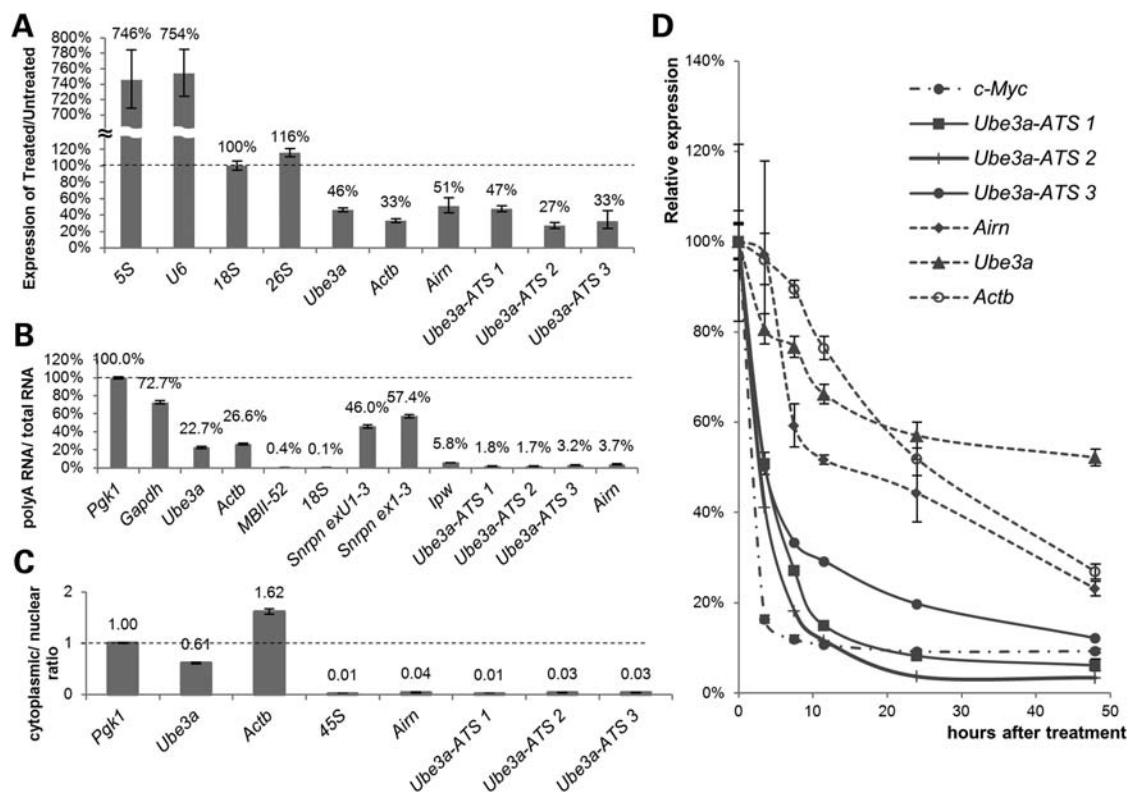 A
Expression of Treated/Untreated
800%
780%
760%
740%
720%
700%
120%
100%
80%
60%
40%
20%
0%
746%
754%
100%
116%
46%
33%
51%
47%
27%
33%
5S
U6
18S
26S
Ube3a
Actb
Airn
Ube3a-ATS 1
Ube3a-ATS 2
Ube3a-ATS 3
B
polyA RNA/ total RNA
120%
100%
80%
60%
40%
20%
0%
100.0%
72.7%
22.7%
26.6%
0.4%
0.1%
46.0%
57.4%
5.8%
1.8%
1.7%
3.2%
3.7%
Pgk1
Gapdh
Ube3a
Actb
MBII-52
18S
Snrpn exU1-3
Snrpn ex1-3
Ipw
Ube3a-ATS 1
Ube3a-ATS 2
Ube3a-ATS 3
Airn
C
cytoplasmic/ nuclear
ratio
2
1
0
1.00
0.61
1.62
0.01
0.04
0.01
0.03
0.03
Pgk1
Ube3a
Actb
45S
Airn
Ube3a-ATS 1
Ube3a-ATS 2
Ube3a-ATS 3
D
Relative expression
140%
120%
100%
80%
60%
40%
20%
0%
c-Myc
Ube3a-ATS 1
Ube3a-ATS 2
Ube3a-ATS 3
Airn
Ube3a
Actb
0
10
20
30
40
50
hours after treatment